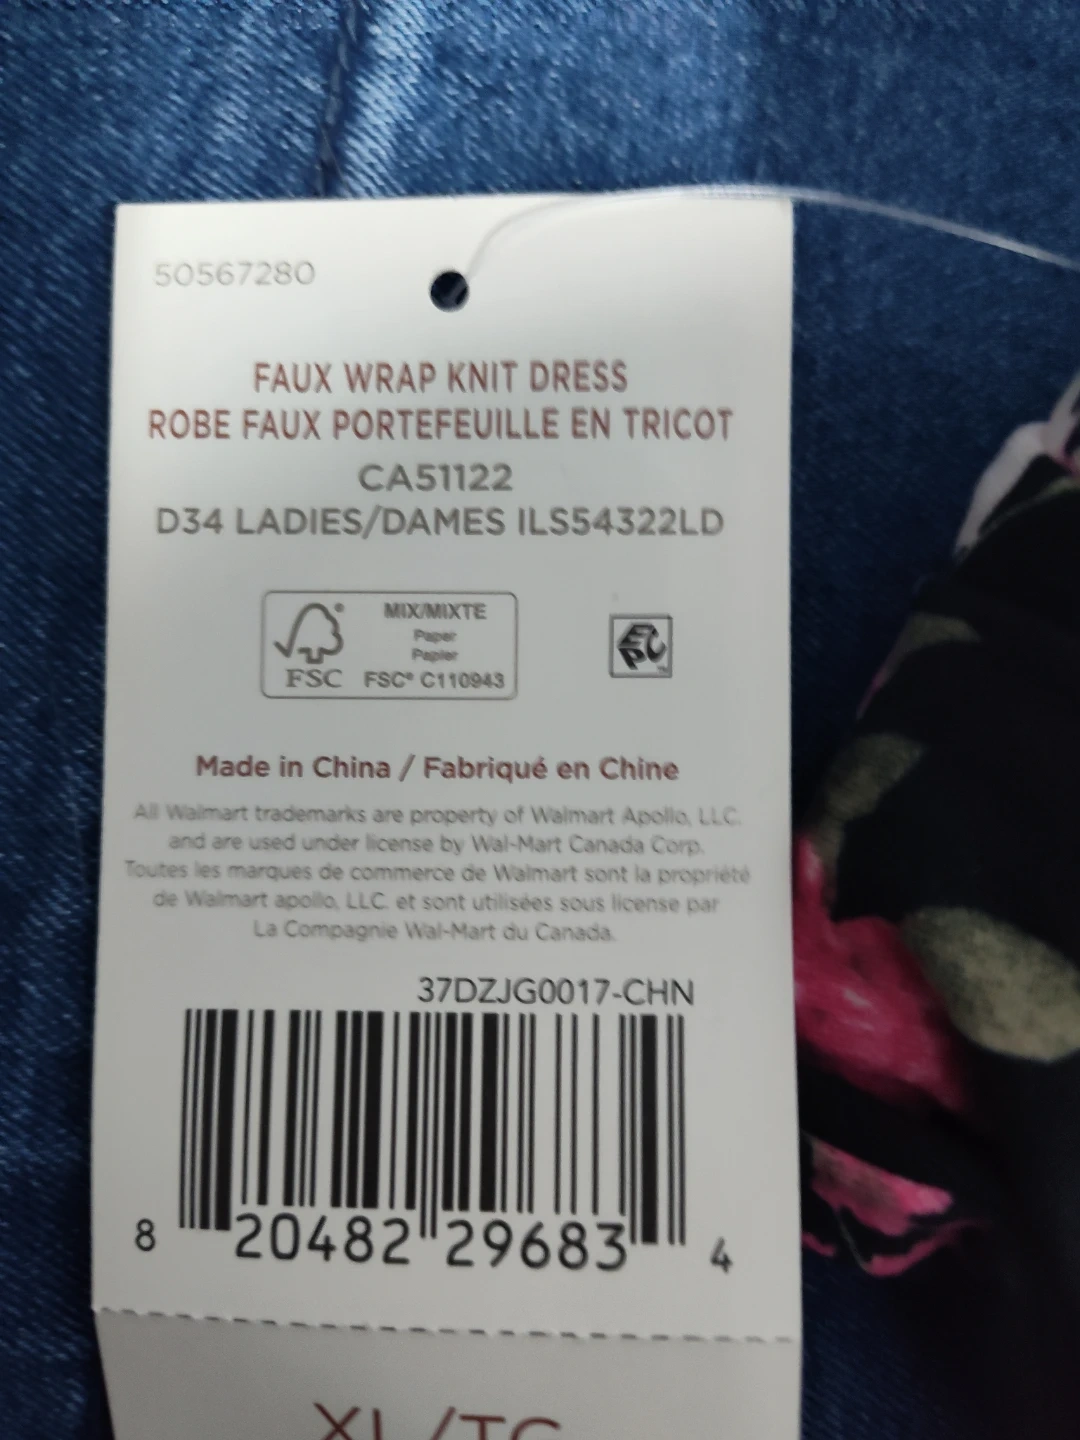 50567280
FAUX WRAP KNIT DRESS
ROBE FAUX PORTEFEUILLE EN TRICOT
CA51122
D34 LADIES/DAMES ILS54322LD
MIX/MIXTE
Paper
Papier
FSC FSC® C110943
EPC
Made in China / Fabriqué en Chine
All Walmart trademarks are property of Walmart Apollo, LLC.
and are used under license by Wal-Mart Canada Corp.
Toutes les marques de commerce de Walmart sont la propriété
de Walmart apollo, LLC. et sont utilisées sous license par
La Compagnie Wal-Mart du Canada.
37DZJG0017-CHN
8 20482 29683 4
XL/TG